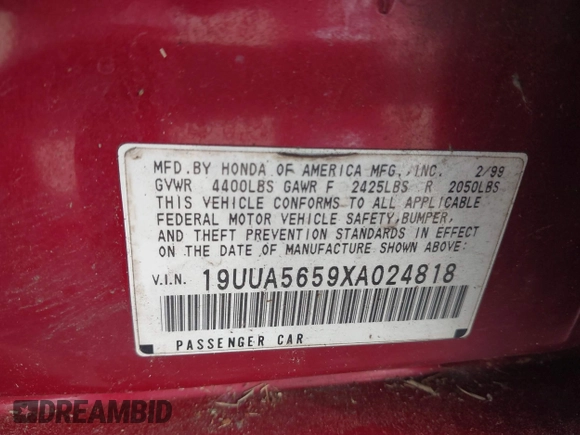 MFD. BY HONDA OF AMERICA MFG., INC. 2/99
GVWR 4400LBS GAWR F 2425LBS R 2050LBS
THIS VEHICLE CONFORMS TO ALL APPLICABLE
FEDERAL MOTOR VEHICLE SAFETY, BUMPER,
AND THEFT PREVENTION STANDARDS IN EFFECT
ON THE DATE OF MANUFACTURE SHOWN ABOVE.
V.I.N. 19UUA5659XA024818
PASSENGER CAR
DREAMBID